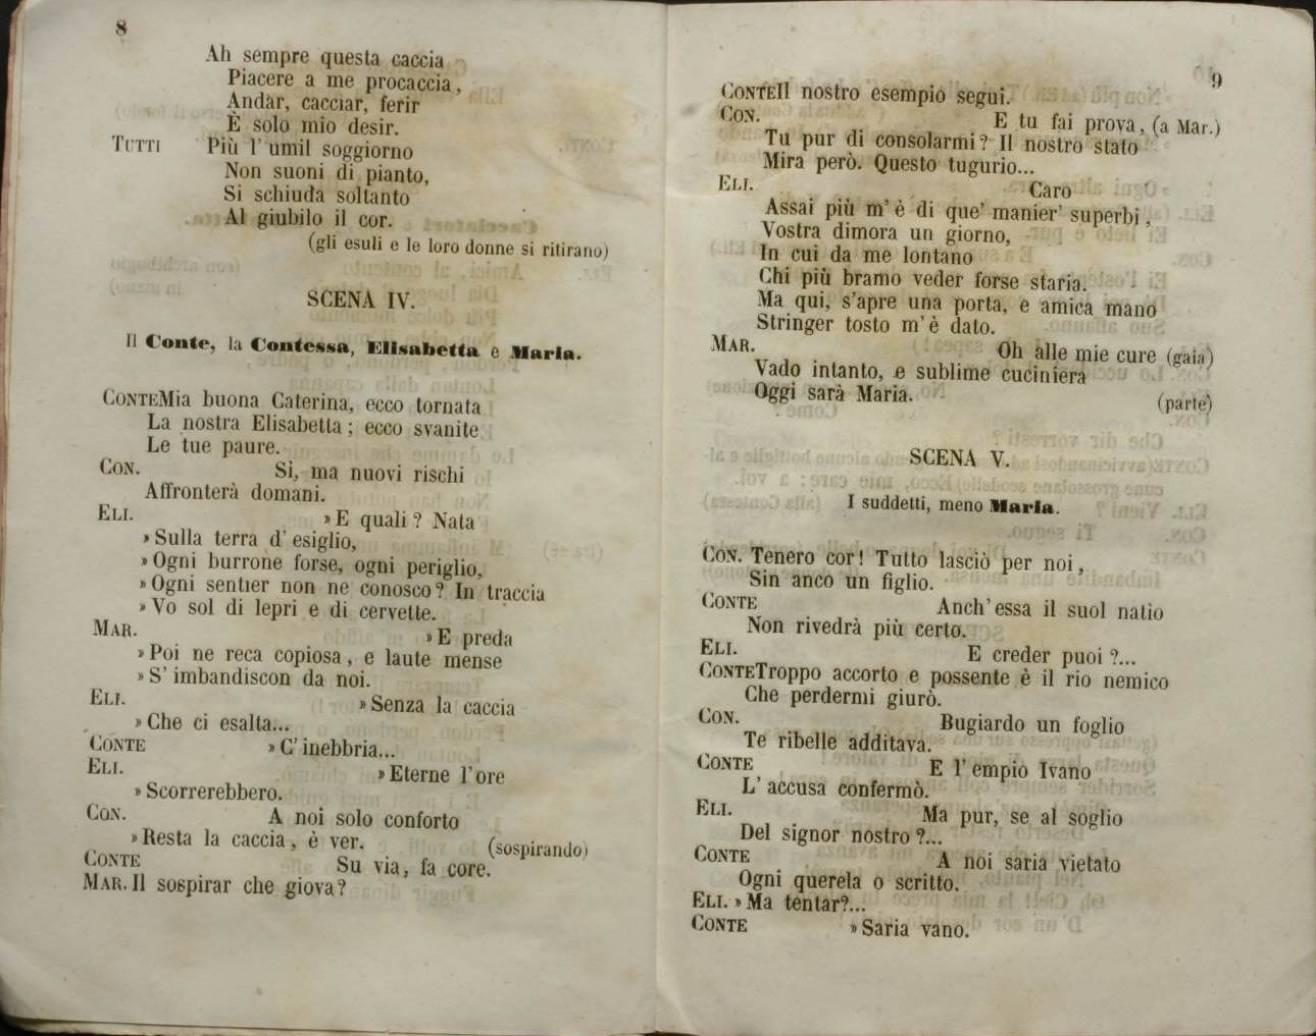 8
Ah sempre questa caccia
Piacere a me procaccia,
Andar, cacciar, ferir
È solo mio desir.
TUTTI Più l'umil soggiorno
Non suoni di pianto,
Si schiuda soltanto
Al giubilo il cor.
(gli esuli e le loro donne si ritirano)
SCENA IV.
Il Conte, la Contessa, Elisabetta e Maria.
CONTE Mia buona Caterina, ecco tornata
La nostra Elisabetta; ecco svanite
Le tue paure.
CON. Si, ma nuovi rischi
Affronterà domani.
ELI. »E quali? Nata
»Sulla terra d'esiglio,
»Ogni burrone forse, ogni periglio,
»Ogni sentier non ne conosco? In traccia
»Vo sol di lepri e di cervette.
MAR. »E preda
»Poi ne reca copiosa, e laute mense
»S'imbandiscon da noi.
ELI. »Senza la caccia
»Che ci esalta...
CONTE »C'inebbria...
ELI. »Eterne l'ore
»Scorrerebbero.
CON. A noi solo conforto
»Resta la caccia, è ver. (sospirando)
CONTE Su via, fa core.
MAR. Il sospirar che giova?
9
CONTE Il nostro esempio segui.
CON. E tu fai prova, (a Mar.)
Tu pur di consolarmi? Il nostro stato
Mira però. Questo tugurio...
ELI. Caro
Assai più m'è di que' manier' superbi,
Vostra dimora un giorno,
In cui da me lontano
Chi più bramo veder forse staria.
Ma qui, s'apre una porta, e amica mano
Stringer tosto m'è dato.
MAR. Oh alle mie cure (gaia)
Vado intanto, e sublime cuciniera
Oggi sarà Maria. (parte)
SCENA V.
I suddetti, meno Maria.
CON. Tenero cor! Tutto lasciò per noi,
Sin anco un figlio.
CONTE Anch'essa il suol natio
Non rivedrà più certo.
ELI. E creder puoi?...
CONTE Troppo accorto e possente è il rio nemico
Che perdermi giurò.
CON. Bugiardo un foglio
Te ribelle additava.
CONTE E l'empio Ivano
L'accusa confermò.
ELI. Ma pur, se al soglio
Del signor nostro?...
CONTE A noi saria vietato
Ogni querela o scritto.
ELI. »Ma tentar?...
CONTE »Saria vano.